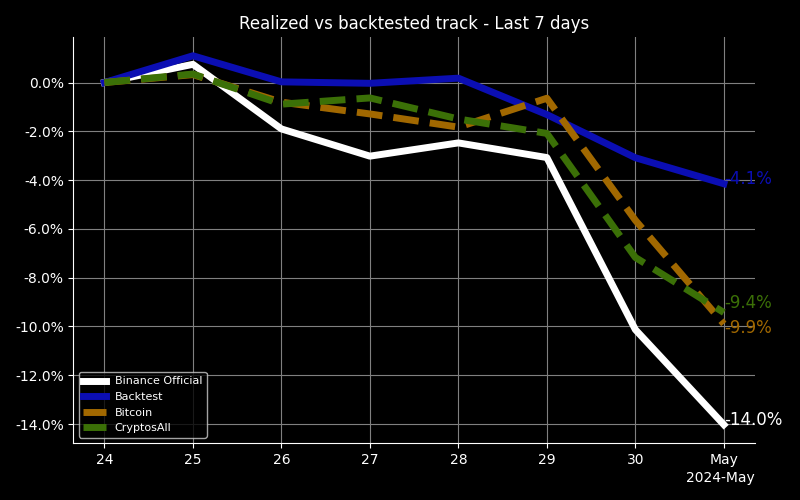 Realized vs backtested track - Last 7 days
0.0%
-2.0%
-4.0%
-6.0%
-8.0%
-10.0%
-12.0%
-14.0%
-4.1%
-9.4%
-9.9%
-14.0%
Binance Official
Backtest
Bitcoin
CryptosAll
24 25 26 27 28 29 30 May
2024-May